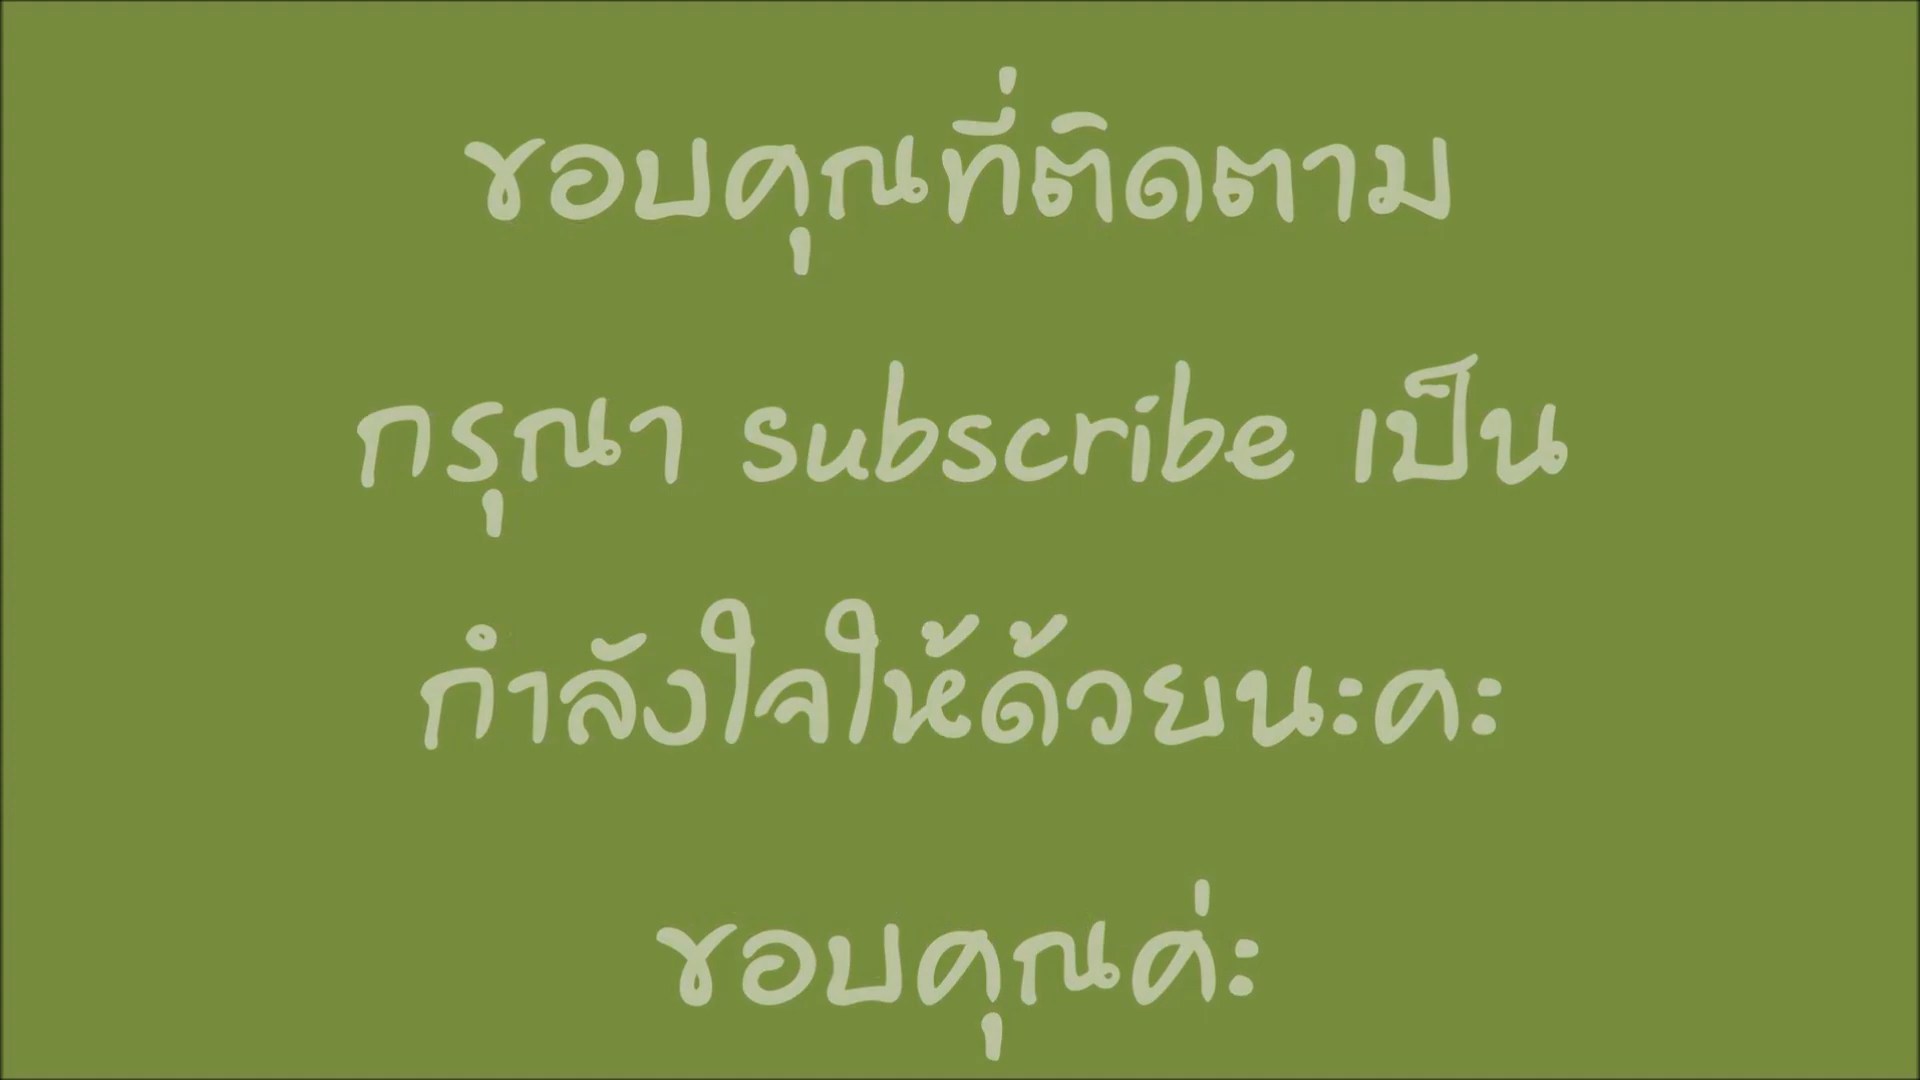 ขอบคุณที่ติดตาม
กรุณา subscribe เป็น
กำลังใจให้ด้วยนะคะ
ขอบคุณค่ะ